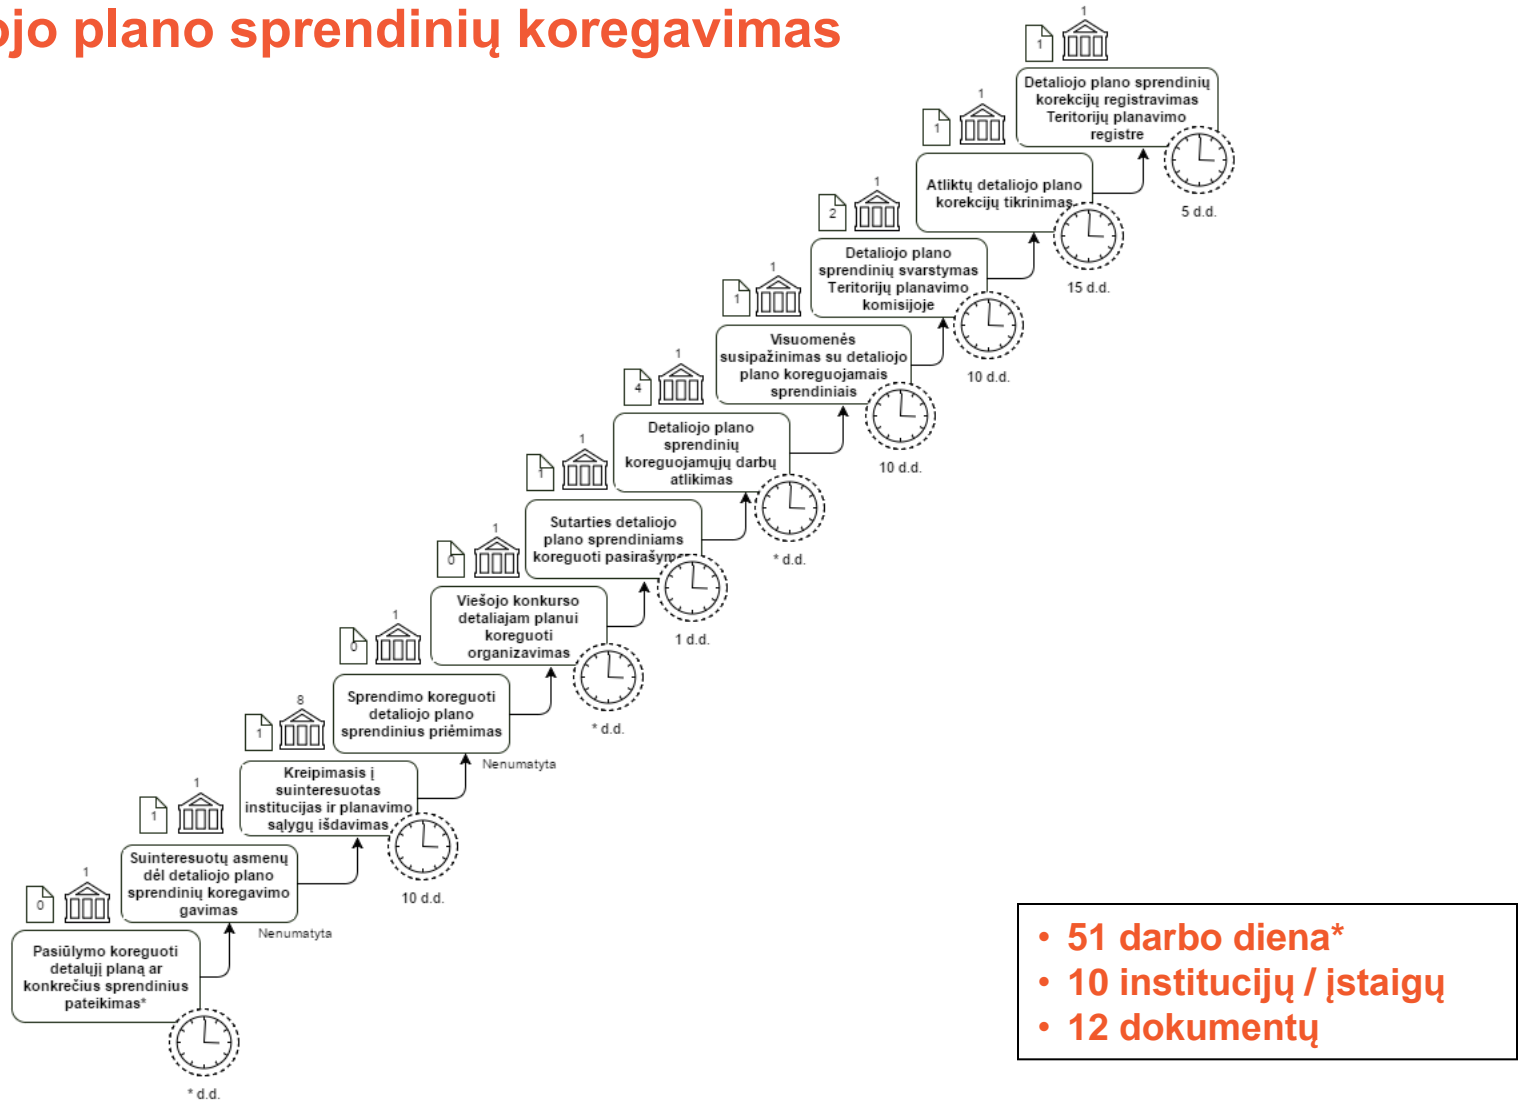 ojo plano sprendinių koregavimas
1
1
Detaliojo plano sprendinių
korekcijų registravimas
Teritorijų planavimo
registre
5 d.d.
1
1
Atliktų detaliojo plano
korekcijų tikrinimas
15 d.d.
1
2
Detaliojo plano
sprendinių svarstymas
Teritorijų planavimo
komisijoje
10 d.d.
1
1
Visuomenės
susipažinimas su detaliojo
plano koreguojamais
sprendiniais
10 d.d.
1
4
Detaliojo plano
sprendinių
koreguojamųjų darbų
atlikimas
* d.d.
1
1
Sutarties detaliojo
plano sprendiniams
koreguoti pasirašym
1 d.d.
1
0
Viešojo konkurso
detaliajam planui
koreguoti
organizavimas
* d.d.
1
0
Sprendimo koreguoti
detaliojo plano
sprendinius priėmimas
Nenumatyta
8
1
Kreipimasis į
suinteresuotas
institucijas ir planavimo
sąlygų išdavimas
10 d.d.
1
1
Suinteresuotų asmenų
dėl detaliojo plano
sprendinių koregavimo
gavimas
Nenumatyta
1
0
Pasiūlymo koreguoti
detalųjį planą ar
konkrečius sprendinius
pateikimas*
* d.d.
• 51 darbo diena*
• 10 institucijų / įstaigų
• 12 dokumentų